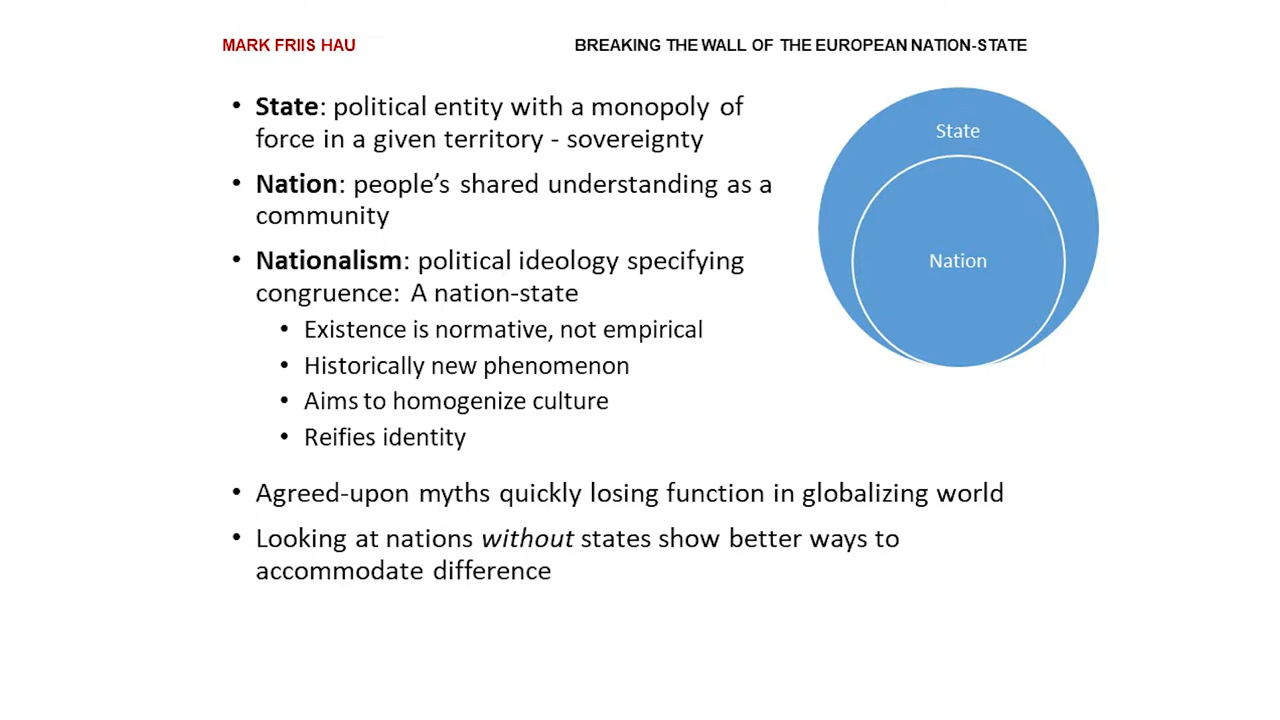 MARK FRIIS HAU
BREAKING THE WALL OF THE EUROPEAN NATION-STATE
• State: political entity with a monopoly of
force in a given territory - sovereignty
• Nation: people’s shared understanding as a
community
• Nationalism: political ideology specifying
congruence: A nation-state
• Existence is normative, not empirical
• Historically new phenomenon
• Aims to homogenize culture
• Reifies identity
• Agreed-upon myths quickly losing function in globalizing world
• Looking at nations without states show better ways to
accommodate difference
State
Nation